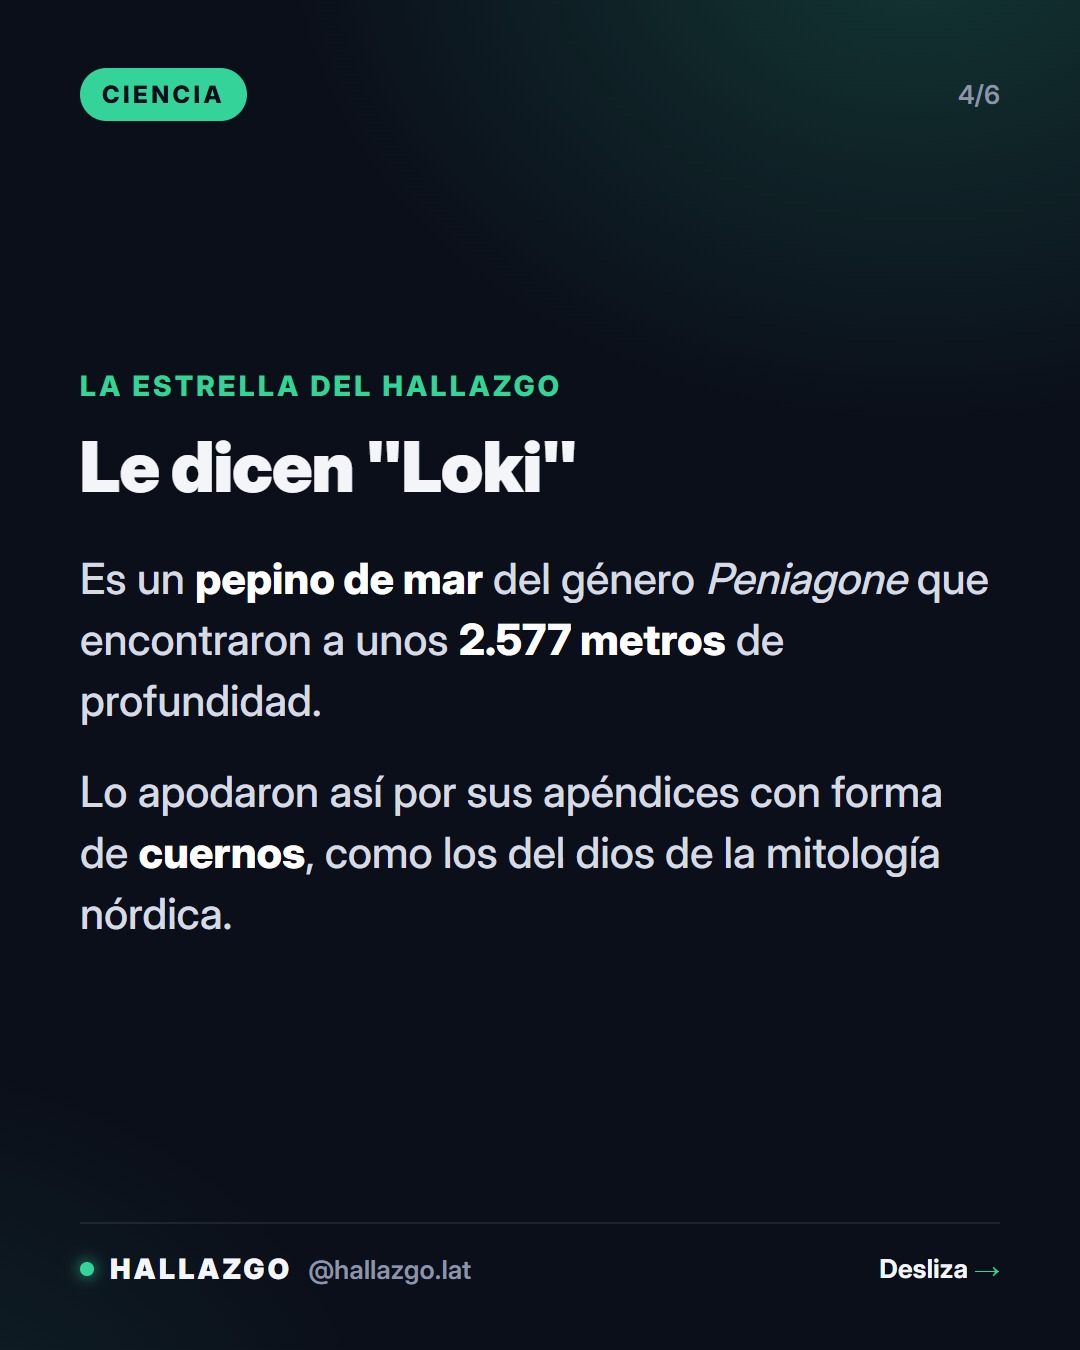 CIENCIA
4/6
LA ESTRELLA DEL HALLAZGO
Le dicen "Loki"
Es un pepino de mar del género Peniagone que
encontraron a unos 2.577 metros de
profundidad.
Lo apodaron así por sus apéndices con forma
de cuernos, como los del dios de la mitología
nórdica.
HALLAZGO @hallazgo.lat
Desliza →